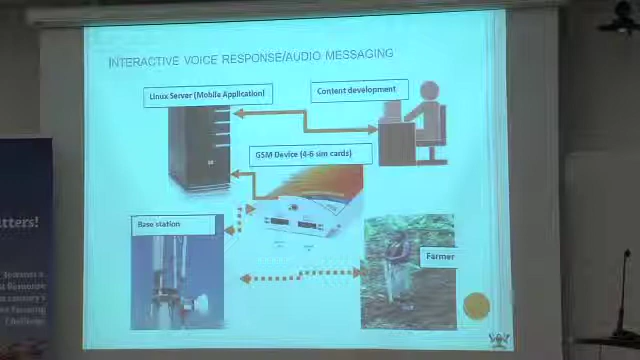 INTERACTIVE VOICE RESPONSE/AUDIO MESSAGING
Linux Server (Mobile Application)
Content development
GSM Device (4-6 sim cards)
Base station
Farmer